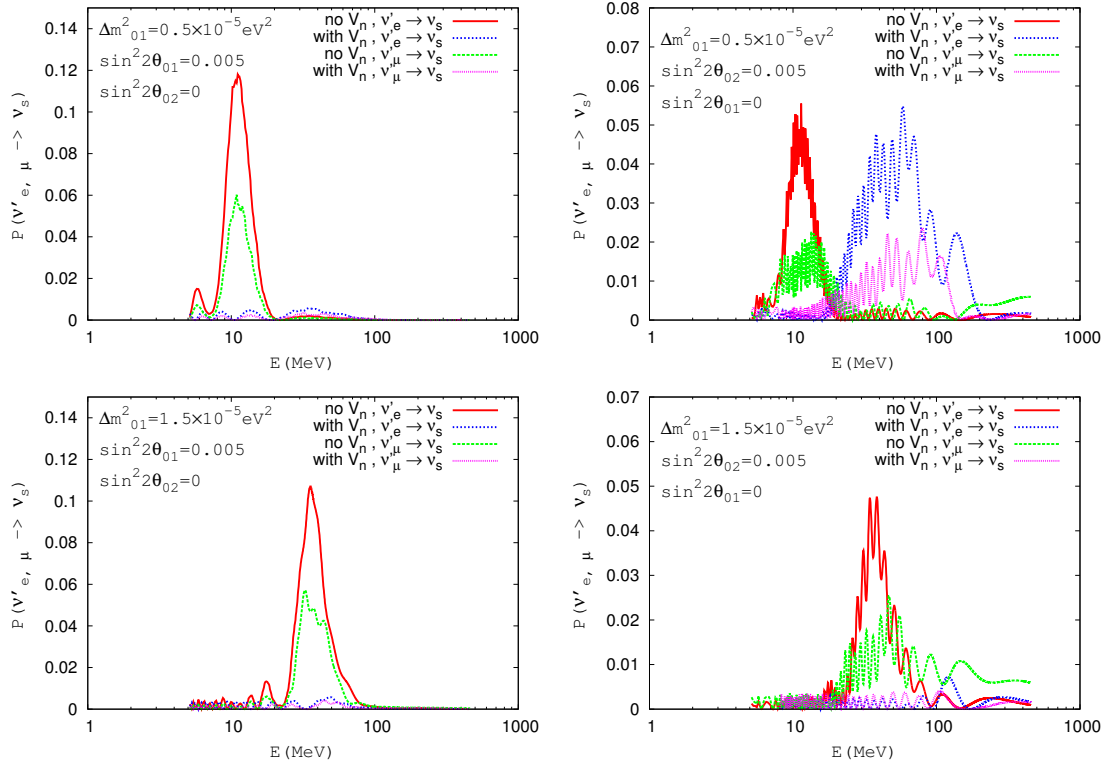 Δm²₀₁=0.5×10⁻⁵eV²
sin²2θ₀₁=0.005
sin²2θ₀₂=0
no Vₙ , ν'ₑ → νₛ
with Vₙ , ν'ₑ → νₛ
no Vₙ , ν'_μ → νₛ
with Vₙ , ν'_μ → νₛ
P(ν'ₑ, μ -> νₛ)
0.14
0.12
0.1
0.08
0.06
0.04
0.02
0
1 10 100 1000
E(MeV)
Δm²₀₁=0.5×10⁻⁵eV²
sin²2θ₀₂=0.005
sin²2θ₀₁=0
no Vₙ , ν'ₑ → νₛ
with Vₙ , ν'ₑ → νₛ
no Vₙ , ν'_μ → νₛ
with Vₙ , ν'_μ → νₛ
P(ν'ₑ, μ -> νₛ)
0.08
0.07
0.06
0.05
0.04
0.03
0.02
0.01
0
1 10 100 1000
E(MeV)
Δm²₀₁=1.5×10⁻⁵eV²
sin²2θ₀₁=0.005
sin²2θ₀₂=0
no Vₙ , ν'ₑ → νₛ
with Vₙ , ν'ₑ → νₛ
no Vₙ , ν'_μ → νₛ
with Vₙ , ν'_μ → νₛ
P(ν'ₑ, μ -> νₛ)
0.14
0.12
0.1
0.08
0.06
0.04
0.02
0
1 10 100 1000
E(MeV)
Δm²₀₁=1.5×10⁻⁵eV²
sin²2θ₀₂=0.005
sin²2θ₀₁=0
no Vₙ , ν'ₑ → νₛ
with Vₙ , ν'ₑ → νₛ
no Vₙ , ν'_μ → νₛ
with Vₙ , ν'_μ → νₛ
P(ν'ₑ, μ -> νₛ)
0.07
0.06
0.05
0.04
0.03
0.02
0.01
0
1 10 100 1000
E(MeV)